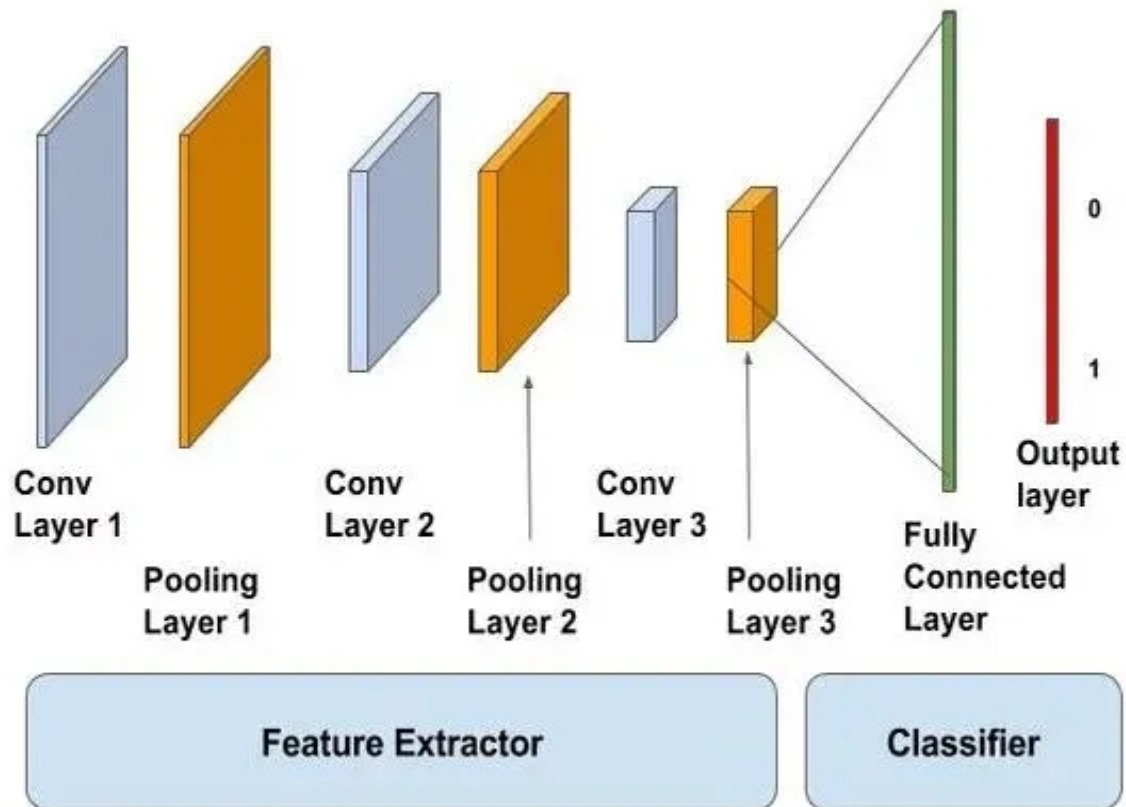 0
1
Output
layer
Conv
Layer 1
Conv
Layer 2
Conv
Layer 3
Fully
Connected
Layer
Pooling
Layer 1
Pooling
Layer 2
Pooling
Layer 3
Feature Extractor
Classifier